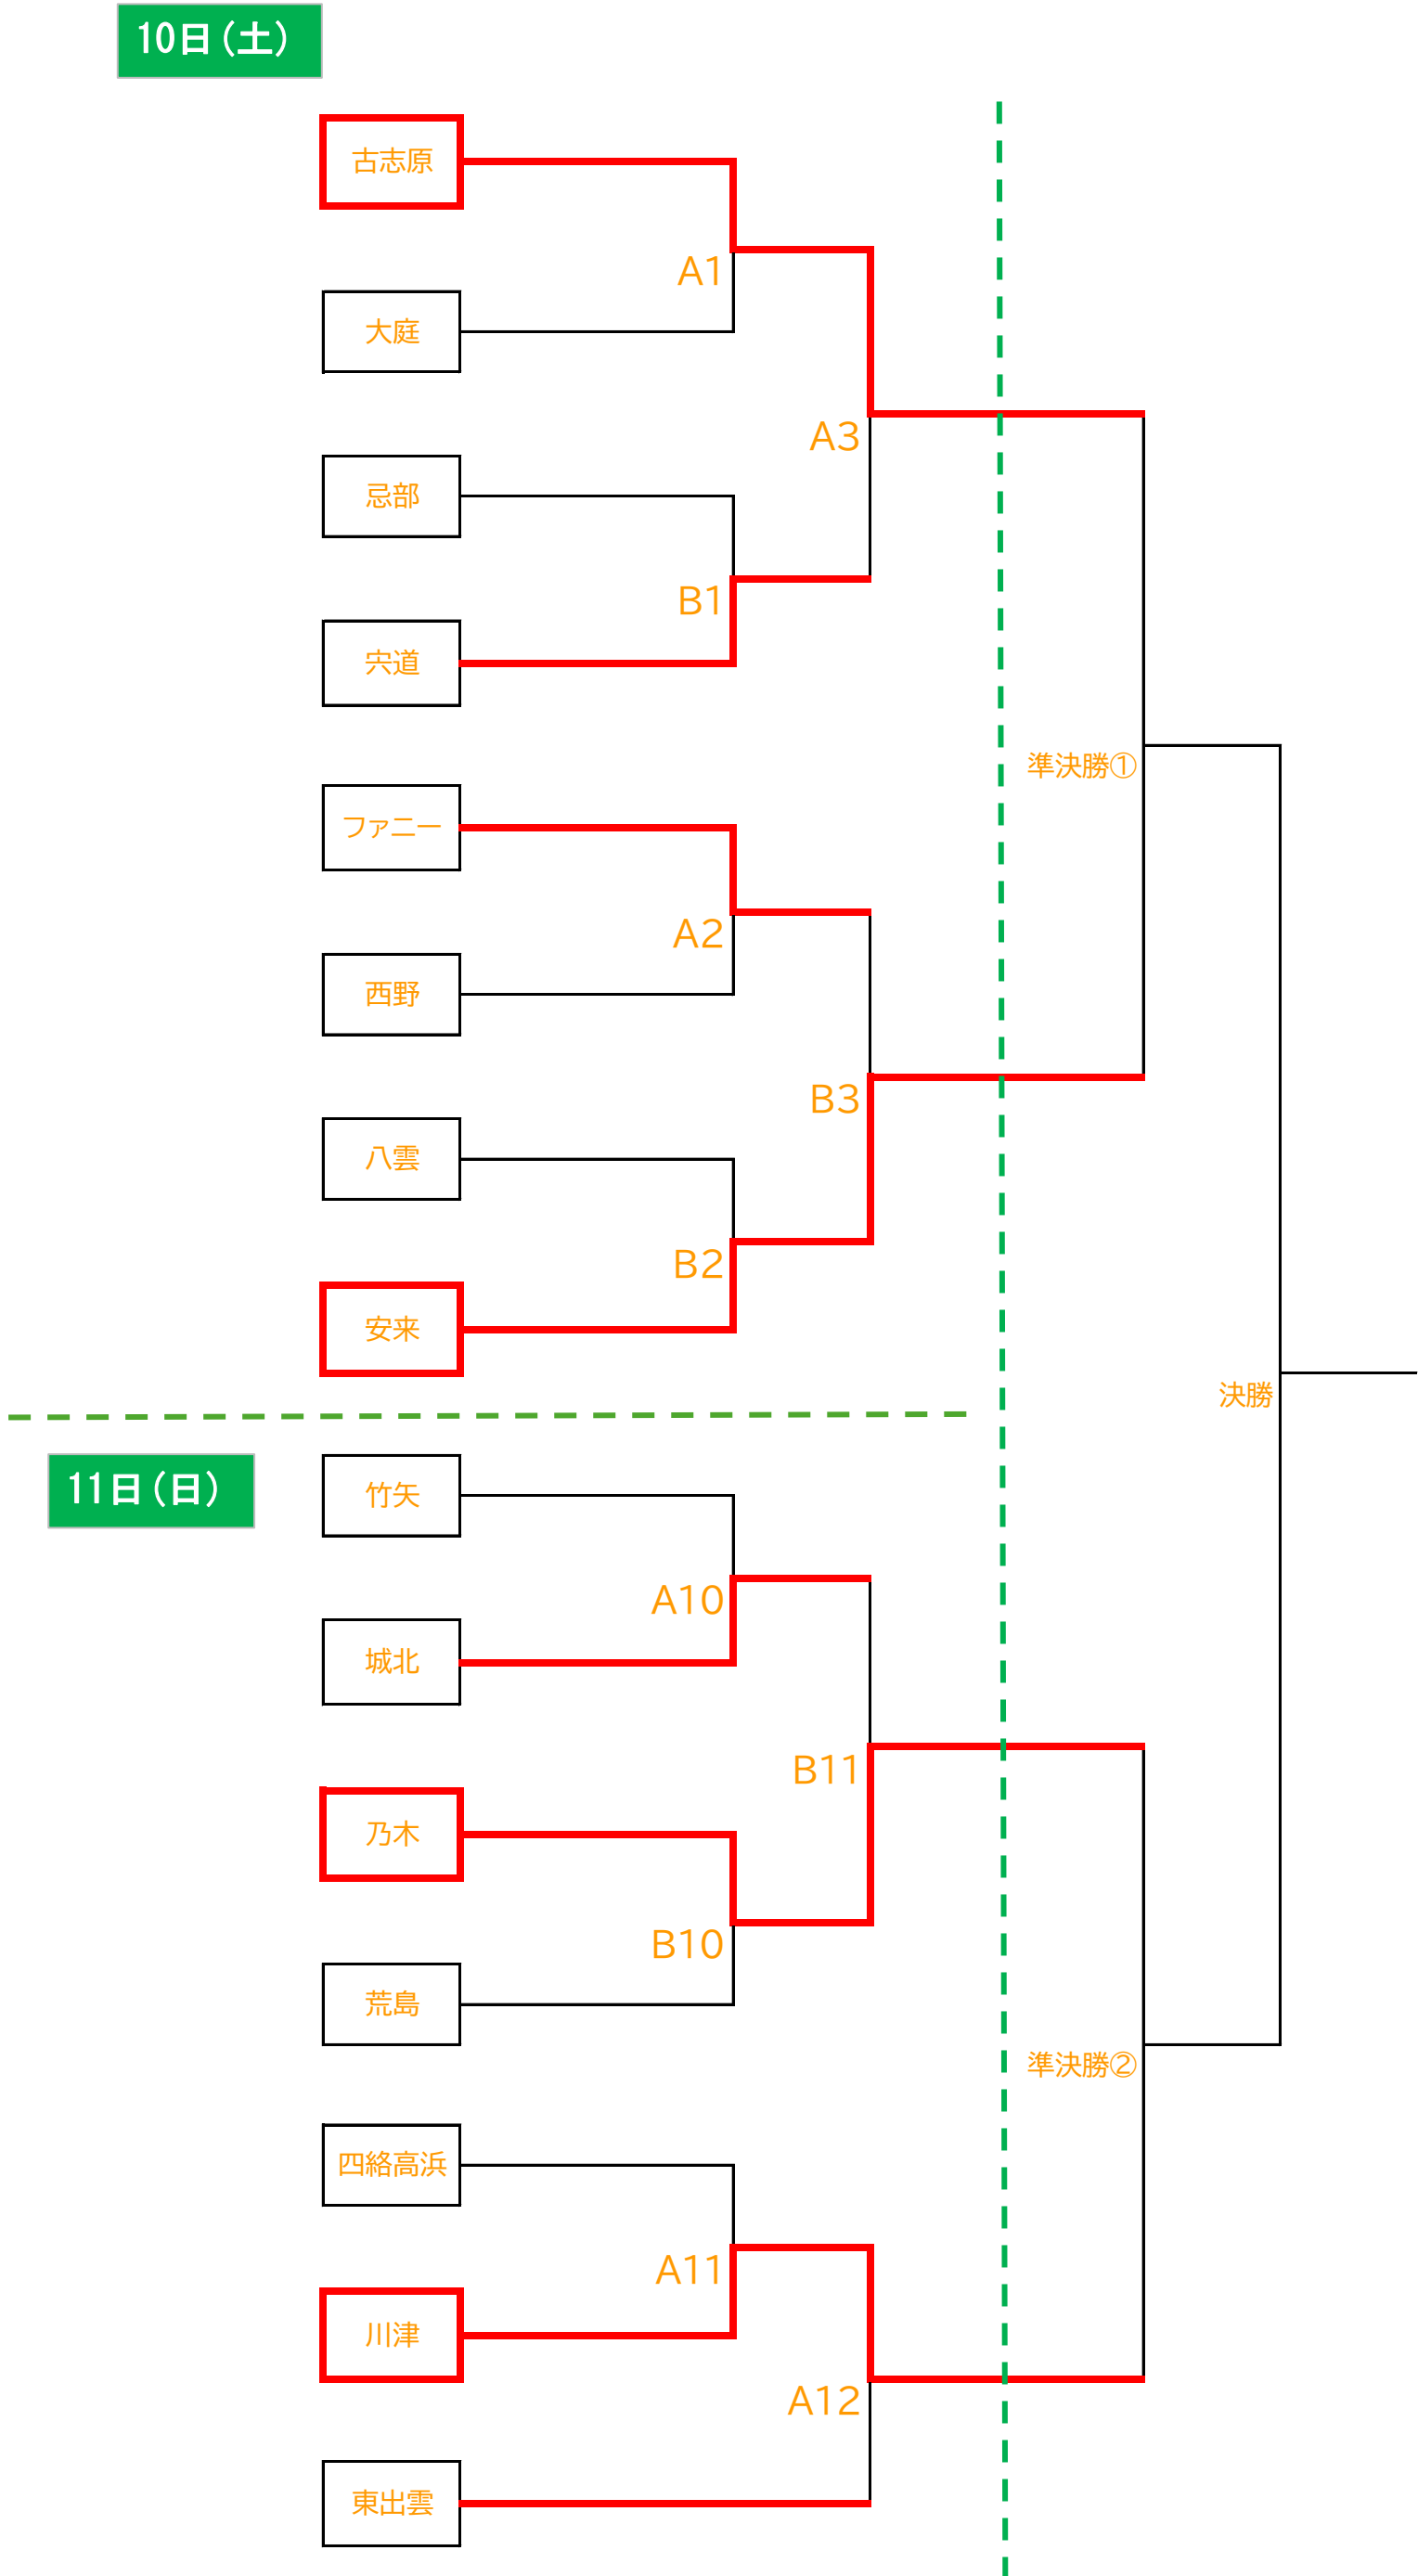 10日(土)
古志原
A1
大庭
A3
忌部
B1
宍道
準決勝①
ファニー
A2
西野
B3
八雲
B2
安来
決勝
11日(日)
竹矢
A10
城北
B11
乃木
B10
荒島
準決勝②
四絡高浜
A11
川津
A12
東出雲